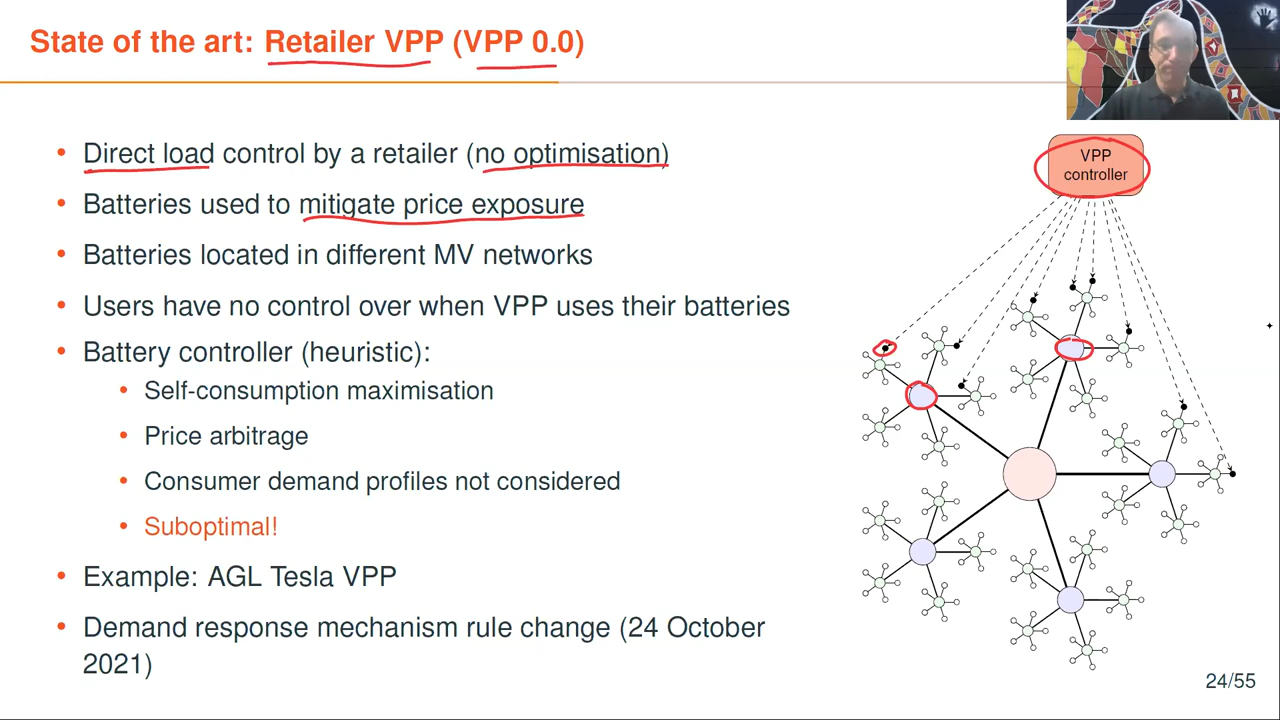 State of the art: Retailer VPP (VPP 0.0)
• Direct load control by a retailer (no optimisation)
• Batteries used to mitigate price exposure
• Batteries located in different MV networks
• Users have no control over when VPP uses their batteries
• Battery controller (heuristic):
• Self-consumption maximisation
• Price arbitrage
• Consumer demand profiles not considered
• Suboptimal!
• Example: AGL Tesla VPP
• Demand response mechanism rule change (24 October
2021)
VPP
controller
24/55